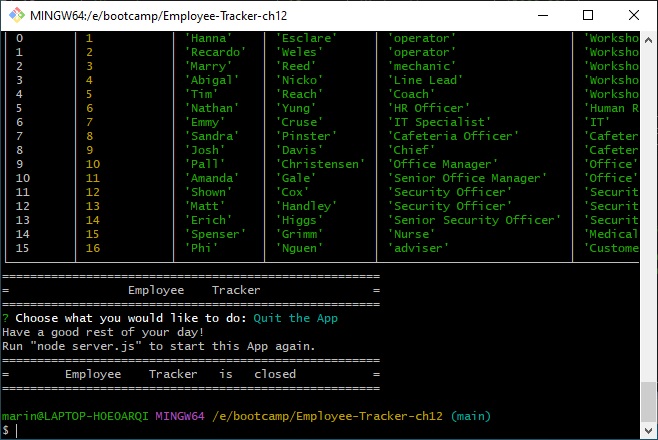 MINGW64:/e/bootcamp/Employee-Tracker-ch12
0 1 'Hanna' 'Esclare' 'operator' 'Worksho
1 2 'Recardo' 'Weles' 'operator' 'Worksho
2 3 'Marry' 'Reed' 'mechanic' 'Worksho
3 4 'Abigal' 'Nicko' 'Line Lead' 'Worksho
4 5 'Tim' 'Reach' 'Coach' 'Worksho
5 6 'Nathan' 'Yung' 'HR Officer' 'Human R
6 7 'Emmy' 'Cruse' 'IT Specialist' 'IT'
7 8 'Sandra' 'Pinster' 'Cafeteria Officer' 'Cafeter
8 9 'Josh' 'Davis' 'Chief' 'Cafeter
9 10 'Pall' 'Christensen' 'Office Manager' 'Office'
10 11 'Amanda' 'Gale' 'Senior Office Manager' 'Office'
11 12 'Shown' 'Cox' 'Security Officer' 'Securit
12 13 'Matt' 'Handley' 'Security Officer' 'Securit
13 14 'Erich' 'Higgs' 'Senior Security Officer' 'Securit
14 15 'Spenser' 'Grimm' 'Nurse' 'Medical
15 16 'Phi' 'Nguen' 'adviser' 'Custome
======================================================
= Employee Tracker =
======================================================
? Choose what you would like to do: Quit the App
Have a good rest of your day!
Run "node server.js" to start this App again.
======================================================
= Employee Tracker is closed =
======================================================
marin@LAPTOP-HOEOARQI MINGW64 /e/bootcamp/Employee-Tracker-ch12 (main)
$